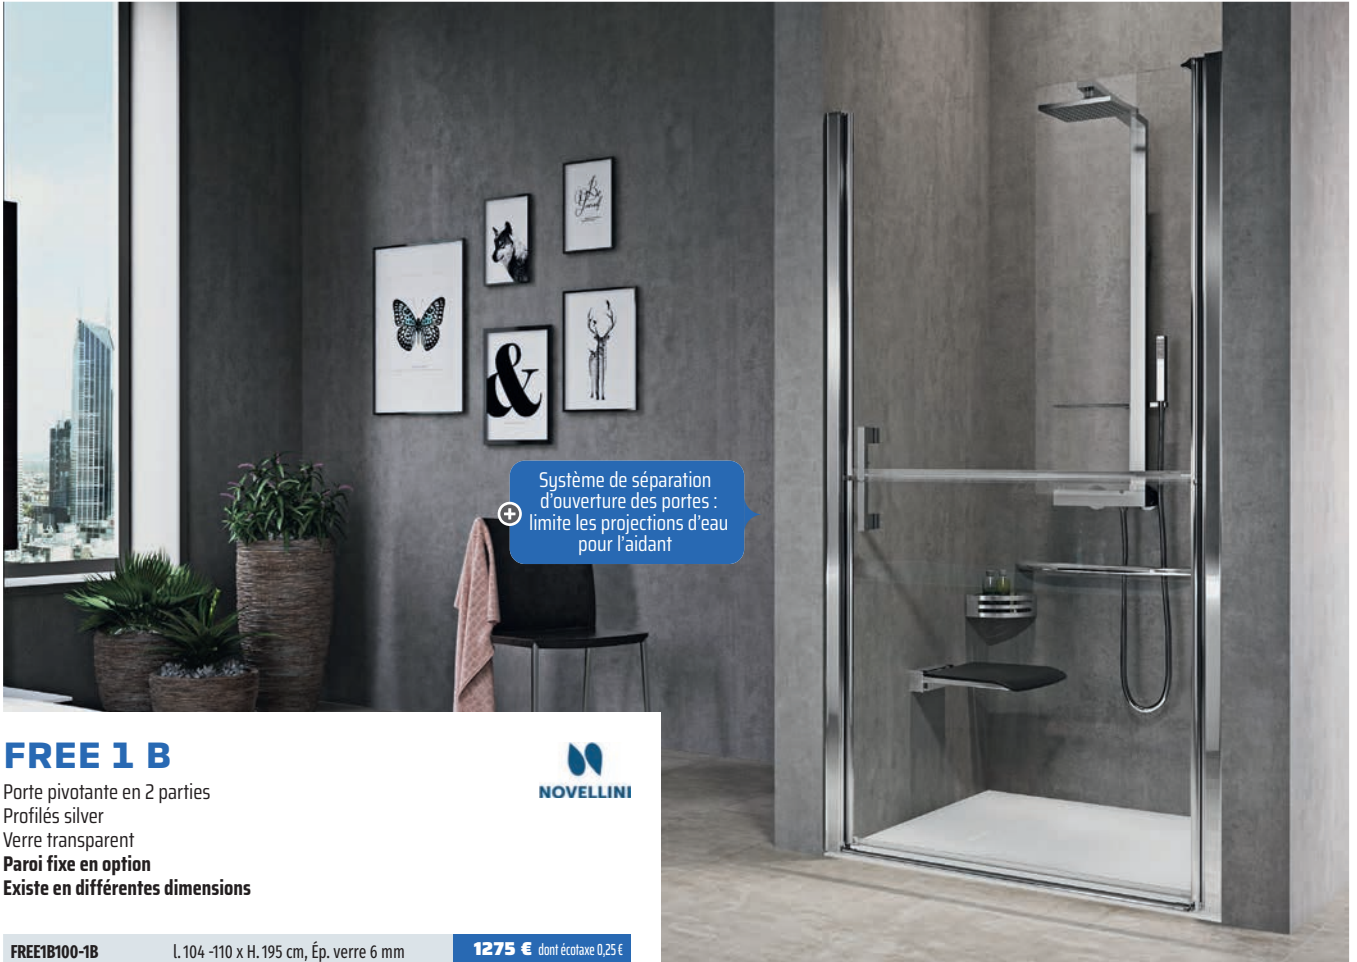 &
Système de séparation
d'ouverture des portes :
limite les projections d'eau
pour l'aidant
FREE 1 B
NOVELLINI
Porte pivotante en 2 parties
Profilés silver
Verre transparent
Paroi fixe en option
Existe en différentes dimensions
FREE1B100-1B l. 104 -110 x H. 195 cm, Ép. verre 6 mm 1275 € dont écotaxe 0,25 €